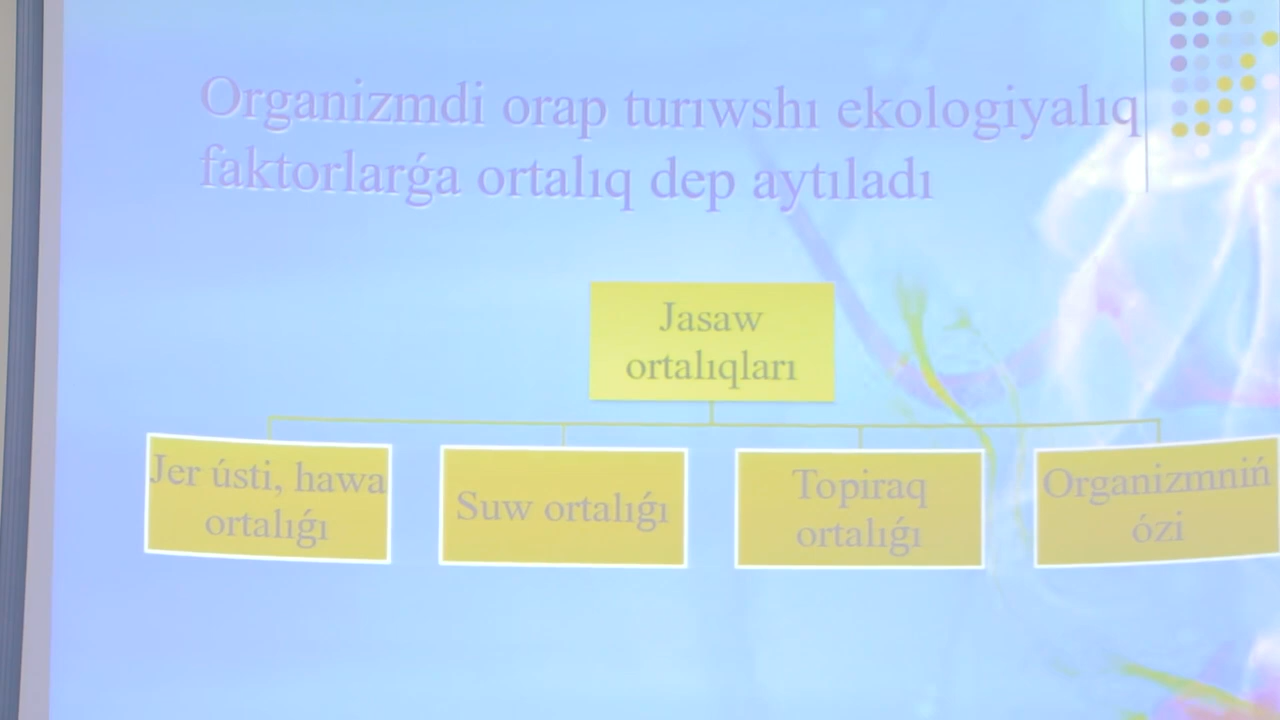 Organizmdi orap turıwshı ekologiyalıq
faktorlarǵa ortalıq dep aytıladı
Jasaw
ortalıqları
Jer ústi, hawa
ortalıǵı
Suw ortalıǵı
Topiraq
ortalıǵı
Organizmniń
ózi